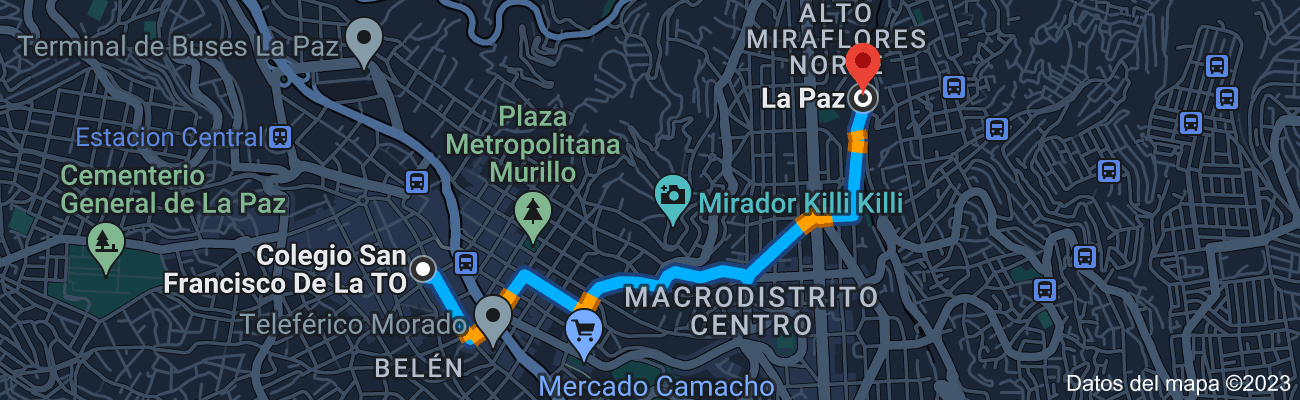 ALTO
MIRAFLORES
NORTE
Terminal de Buses La Paz
La Paz
Plaza
Metropolitana
Murillo
Estacion Central
Cementerio
General de La Paz
Mirador Killi Killi
Colegio San
Francisco De La TO
MACRODISTRITO
CENTRO
Teleférico Morado
BELÉN
Mercado Camacho
Datos del mapa ©2023